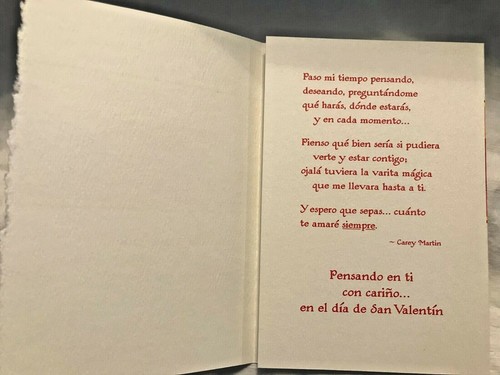 Paso mi tiempo pensando,
deseando, preguntándome
qué harás, dónde estarás,
y en cada momento...
Pienso qué bien sería si pudiera
verte y estar contigo;
ojalá tuviera la varita mágica
que me llevara hasta a ti.
Y espero que sepas... cuánto
te amaré siempre.
~ Carey Martin
Pensando en ti
con cariño...
en el día de San Valentín